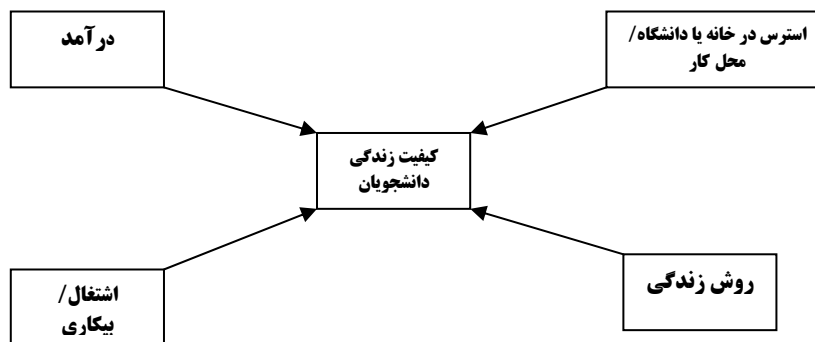 درآمد
استرس در خانه یا دانشگاه/
محل کار
کیفیت زندگی
دانشجویان
اشتغال/
بیکاری
روش زندگی